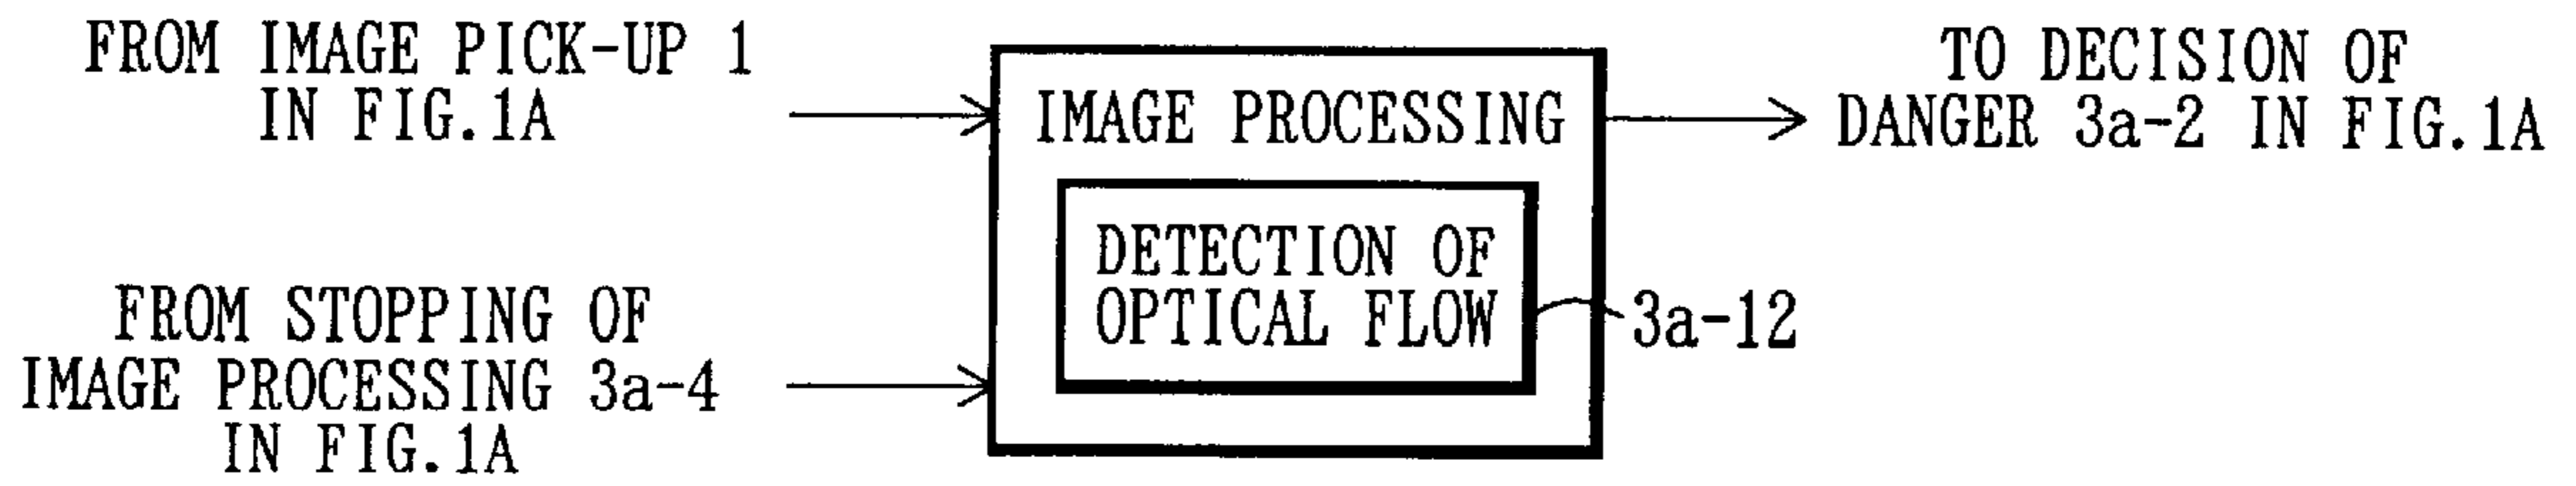 FROM IMAGE PICK-UP 1
IN FIG.1A
FROM STOPPING OF
IMAGE PROCESSING 3a-4
IN FIG.1A
IMAGE PROCESSING
DETECTION OF
OPTICAL FLOW
3a-12
TO DECISION OF
DANGER 3a-2 IN FIG.1A